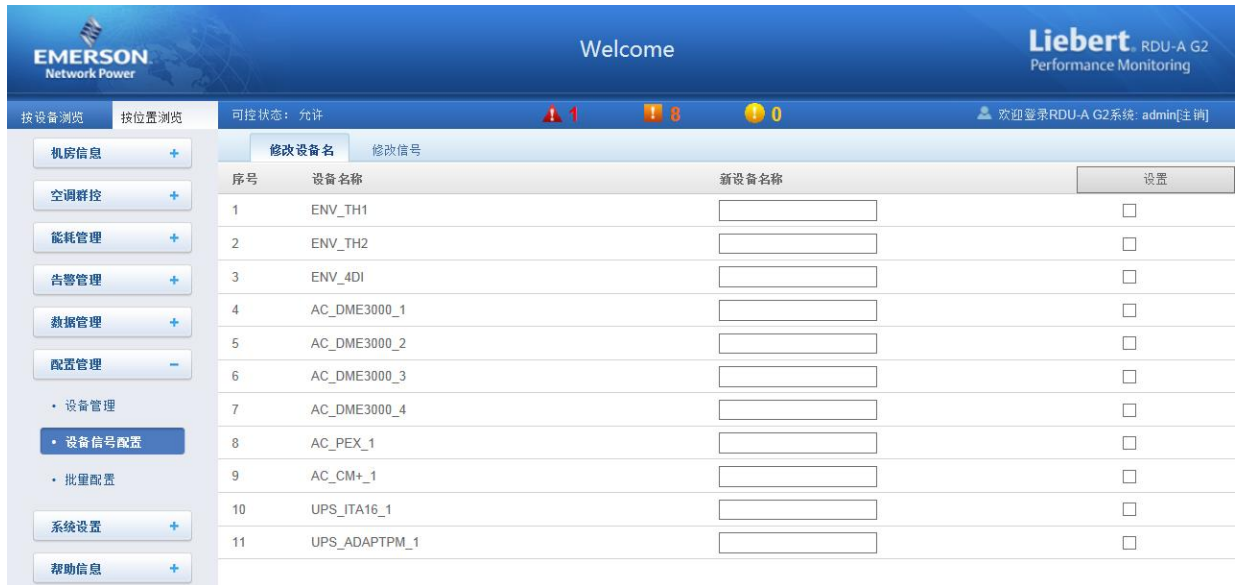 EMERSON
Network Power
Welcome
Liebert. RDU-A G2
Performance Monitoring
按设备浏览 按位置浏览 可控状态：允许 1 8 0 欢迎登录RDU-A G2系统: admin[注销]
机房信息 +
空调群控 +
能耗管理 +
告警管理 +
数据管理 +
配置管理 −
• 设备管理
• 设备信号配置
• 批量配置
系统设置 +
帮助信息 +
修改设备名 修改信号
序号 设备名称 新设备名称 设置
1 ENV_TH1
2 ENV_TH2
3 ENV_4DI
4 AC_DME3000_1
5 AC_DME3000_2
6 AC_DME3000_3
7 AC_DME3000_4
8 AC_PEX_1
9 AC_CM+_1
10 UPS_ITA16_1
11 UPS_ADAPTPM_1